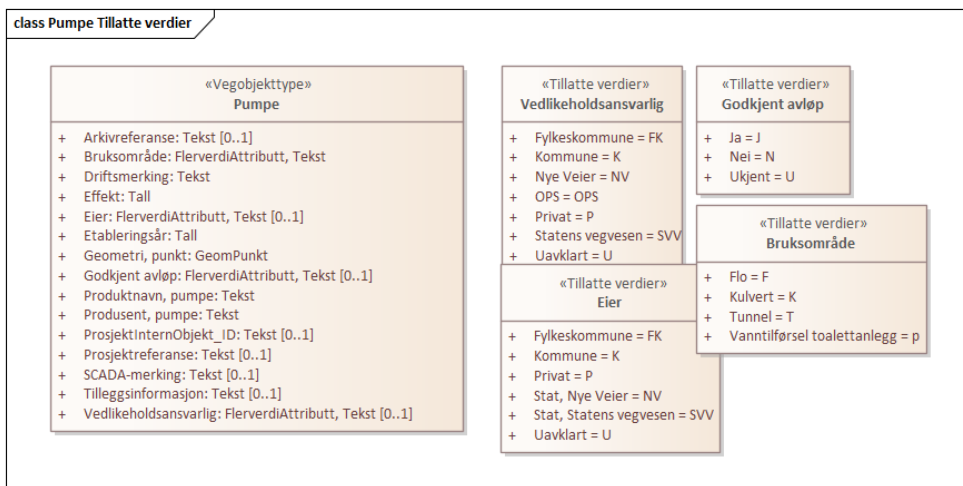 class Pumpe Tillatte verdier
«Vegobjekttype»
Pumpe
+ Arkivreferanse: Tekst [0..1]
+ Bruksområde: FlerverdiAttributt, Tekst
+ Driftsmerking: Tekst
+ Effekt: Tall
+ Eier: FlerverdiAttributt, Tekst [0..1]
+ Etableringsår: Tall
+ Geometri, punkt: GeomPunkt
+ Godkjent avløp: FlerverdiAttributt, Tekst [0..1]
+ Produktnavn, pumpe: Tekst
+ Produsent, pumpe: Tekst
+ ProsjektInternObjekt_ID: Tekst [0..1]
+ Prosjektreferanse: Tekst [0..1]
+ SCADA-merking: Tekst [0..1]
+ Tilleggsinformasjon: Tekst [0..1]
+ Vedlikeholdsansvarlig: FlerverdiAttributt, Tekst [0..1]
«Tillatte verdier»
Vedlikeholdsansvarlig
+ Fylkeskommune = FK
+ Kommune = K
+ Nye Veier = NV
+ OPS = OPS
+ Privat = P
+ Statens vegvesen = SVV
+ Uavklart = U
«Tillatte verdier»
Eier
+ Fylkeskommune = FK
+ Kommune = K
+ Privat = P
+ Stat, Nye Veier = NV
+ Stat, Statens vegvesen = SVV
+ Uavklart = U
«Tillatte verdier»
Godkjent avløp
+ Ja = J
+ Nei = N
+ Ukjent = U
«Tillatte verdier»
Bruksområde
+ Flo = F
+ Kulvert = K
+ Tunnel = T
+ Vanntilførsel toalettanlegg = p